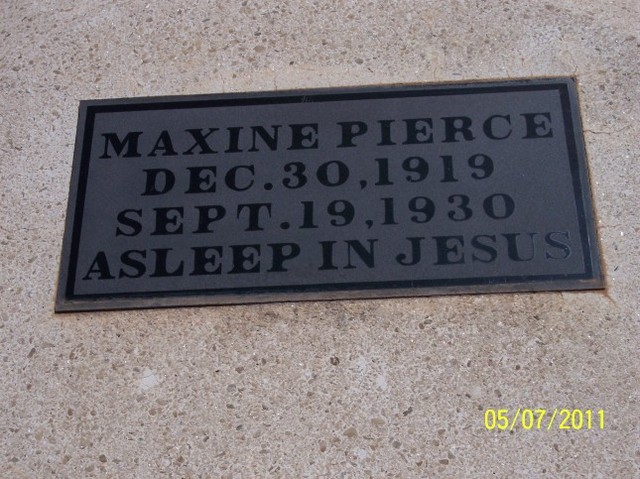 MAXINE PIERCE
DEC.30,1919
SEPT.19,1930
ASLEEP IN JESUS
05/07/2011